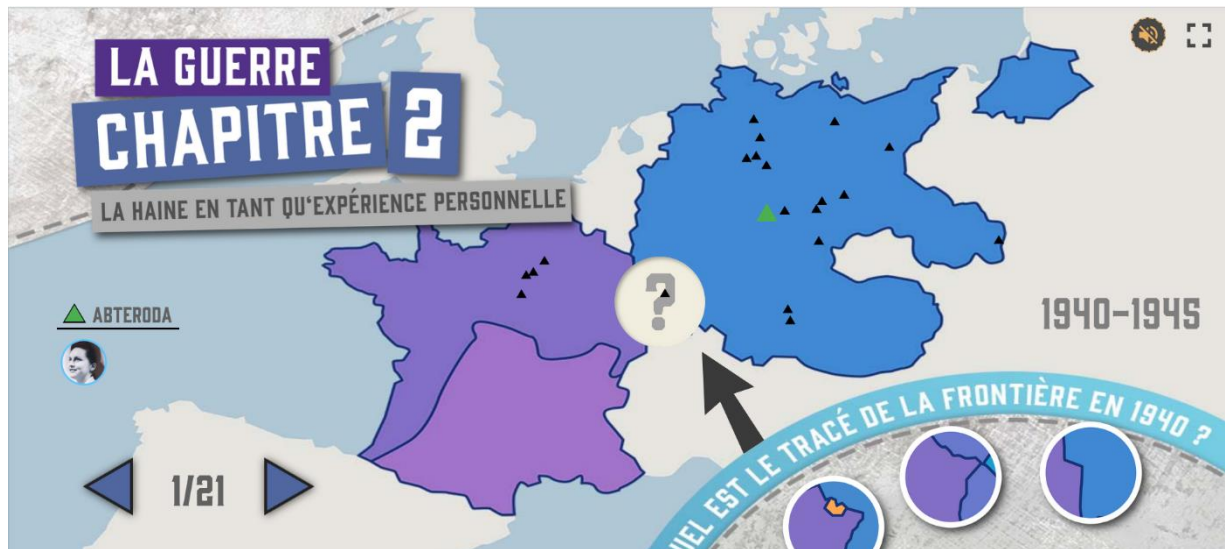 LA GUERRE
CHAPITRE 2
LA HAINE EN TANT QU'EXPÉRIENCE PERSONNELLE
?
ABTERODA
1940–1945
1/21
UEL EST LE TRACÉ DE LA FRONTIÈRE EN 1940 ?